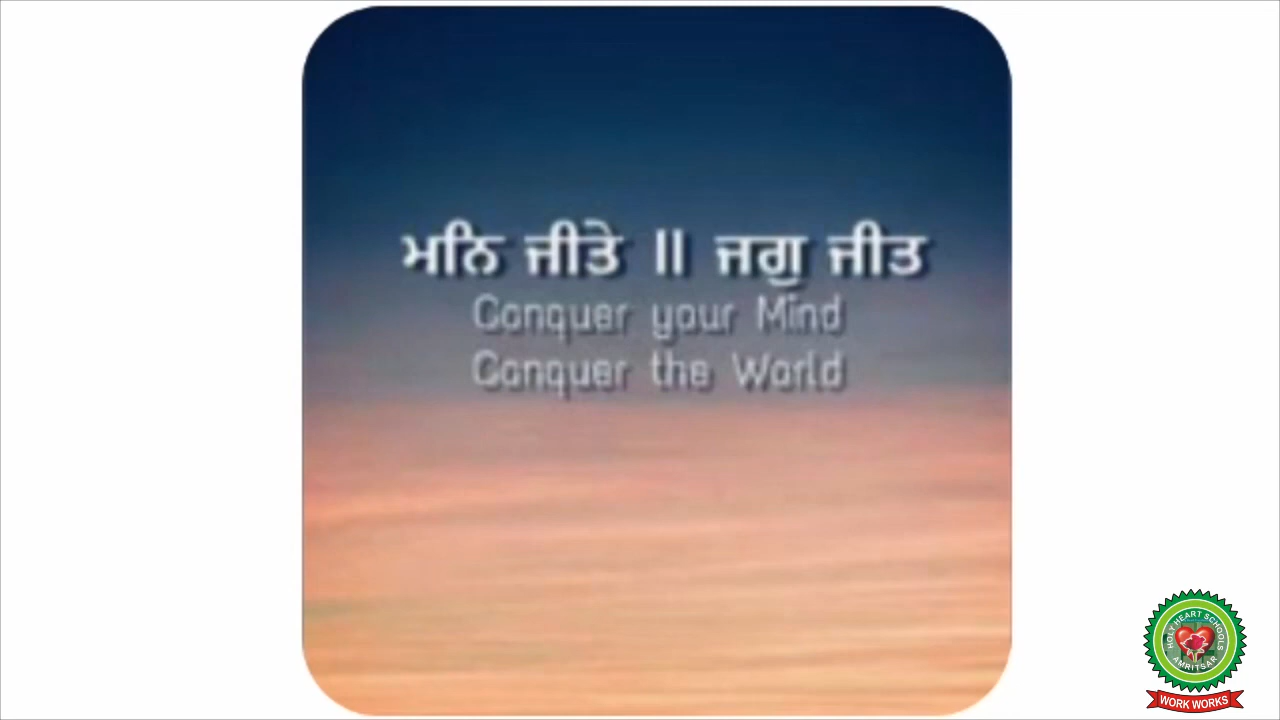 ਮਨਿ ਜੀਤੇ ॥ ਜਗੁ ਜੀਤ
Conquer your Mind
Conquer the World
HOLY HEART SCHOOLS
AMRITSAR
WORK WORKS